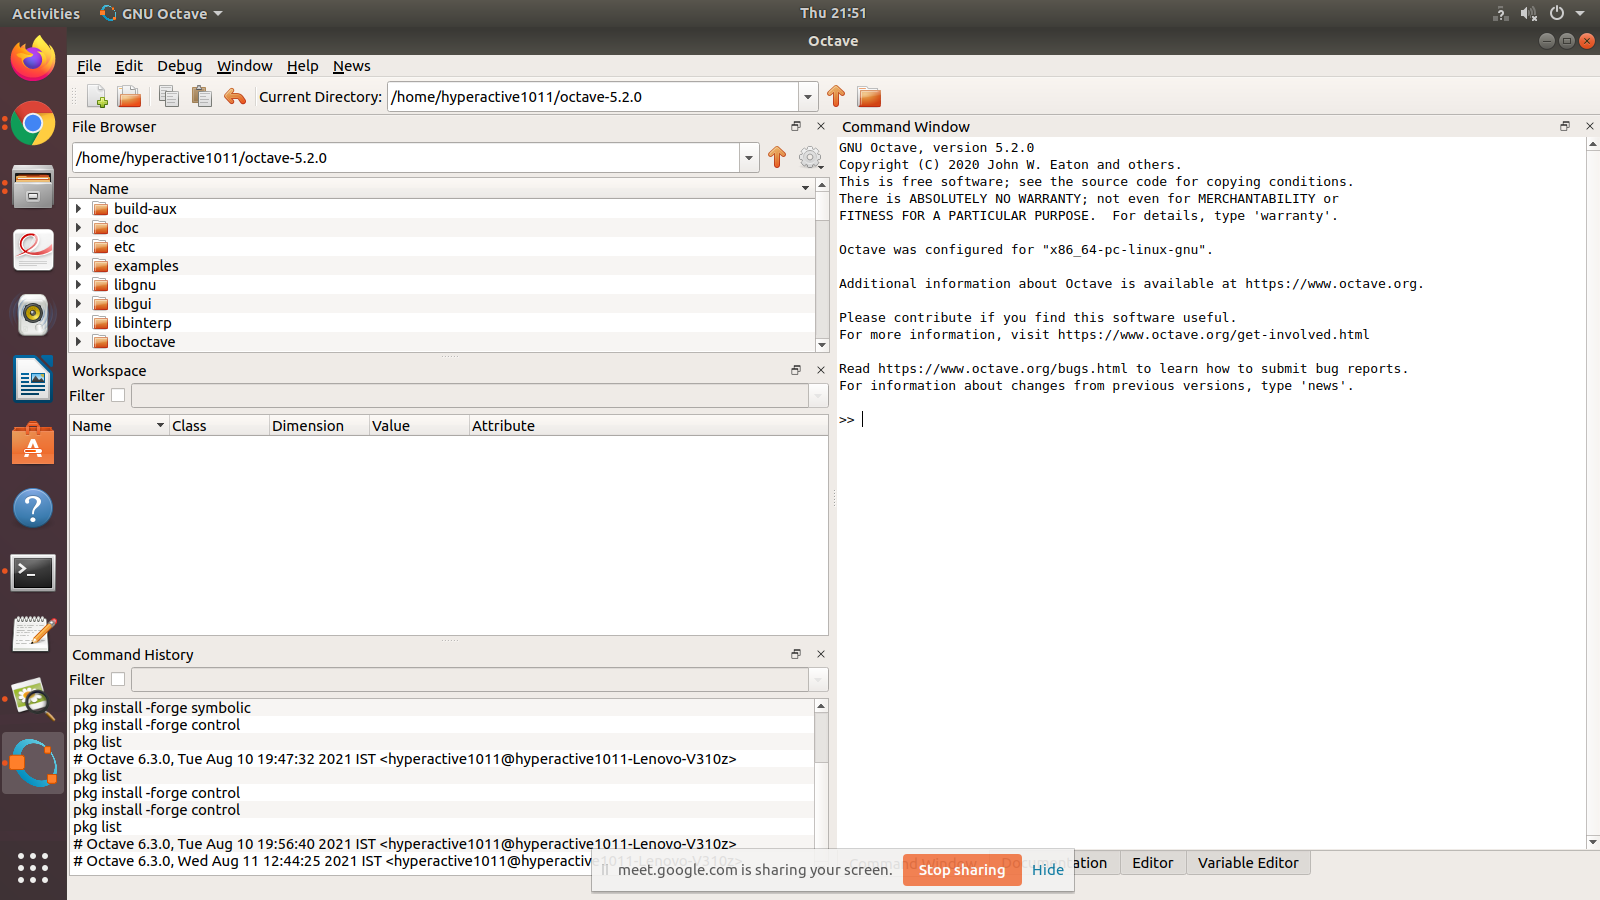 Activities GNU Octave Thu 21:51
Octave
File Edit Debug Window Help News
Current Directory: /home/hyperactive1011/octave-5.2.0
File Browser
/home/hyperactive1011/octave-5.2.0
Name
build-aux
doc
etc
examples
libgnu
libgui
libinterp
liboctave
Workspace
Filter
Name Class Dimension Value Attribute
Command History
Filter
pkg install -forge symbolic
pkg install -forge control
pkg list
# Octave 6.3.0, Tue Aug 10 19:47:32 2021 IST <hyperactive1011@hyperactive1011-Lenovo-V310z>
pkg list
pkg install -forge control
pkg install -forge control
pkg list
# Octave 6.3.0, Tue Aug 10 19:56:40 2021 IST <hyperactive1011@hyperactive1011-Lenovo-V310z>
# Octave 6.3.0, Wed Aug 11 12:44:25 2021 IST <hyperactive1011@hyperactive1011-Lenovo-V310z>
Command Window
GNU Octave, version 5.2.0
Copyright (C) 2020 John W. Eaton and others.
This is free software; see the source code for copying conditions.
There is ABSOLUTELY NO WARRANTY; not even for MERCHANTABILITY or
FITNESS FOR A PARTICULAR PURPOSE.  For details, type 'warranty'.
Octave was configured for "x86_64-pc-linux-gnu".
Additional information about Octave is available at https://www.octave.org.
Please contribute if you find this software useful.
For more information, visit https://www.octave.org/get-involved.html
Read https://www.octave.org/bugs.html to learn how to submit bug reports.
For information about changes from previous versions, type 'news'.
>>
Command Window Documentation Editor Variable Editor
meet.google.com is sharing your screen. Stop sharing Hide